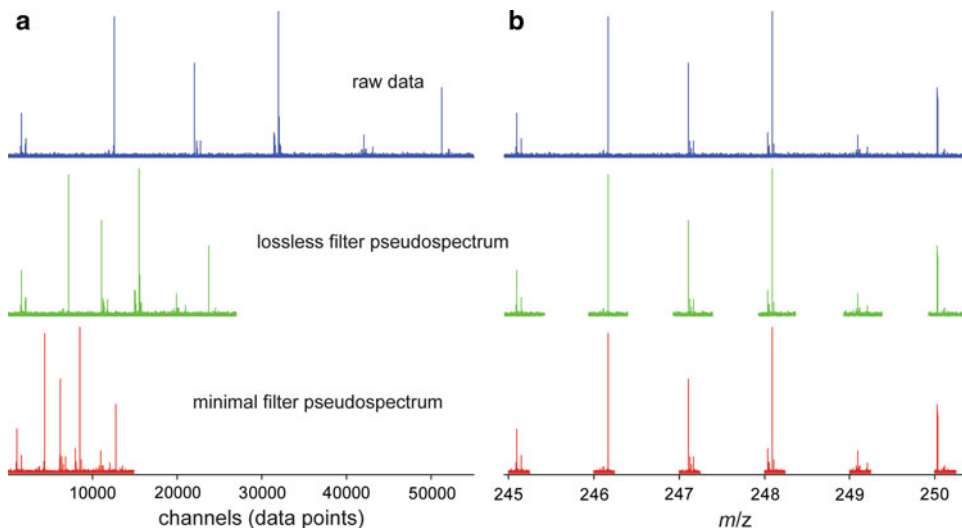 a
b
raw data
lossless filter pseudospectrum
minimal filter pseudospectrum
10000 20000 30000 40000 50000
channels (data points)
245 246 247 248 249 250
m/z